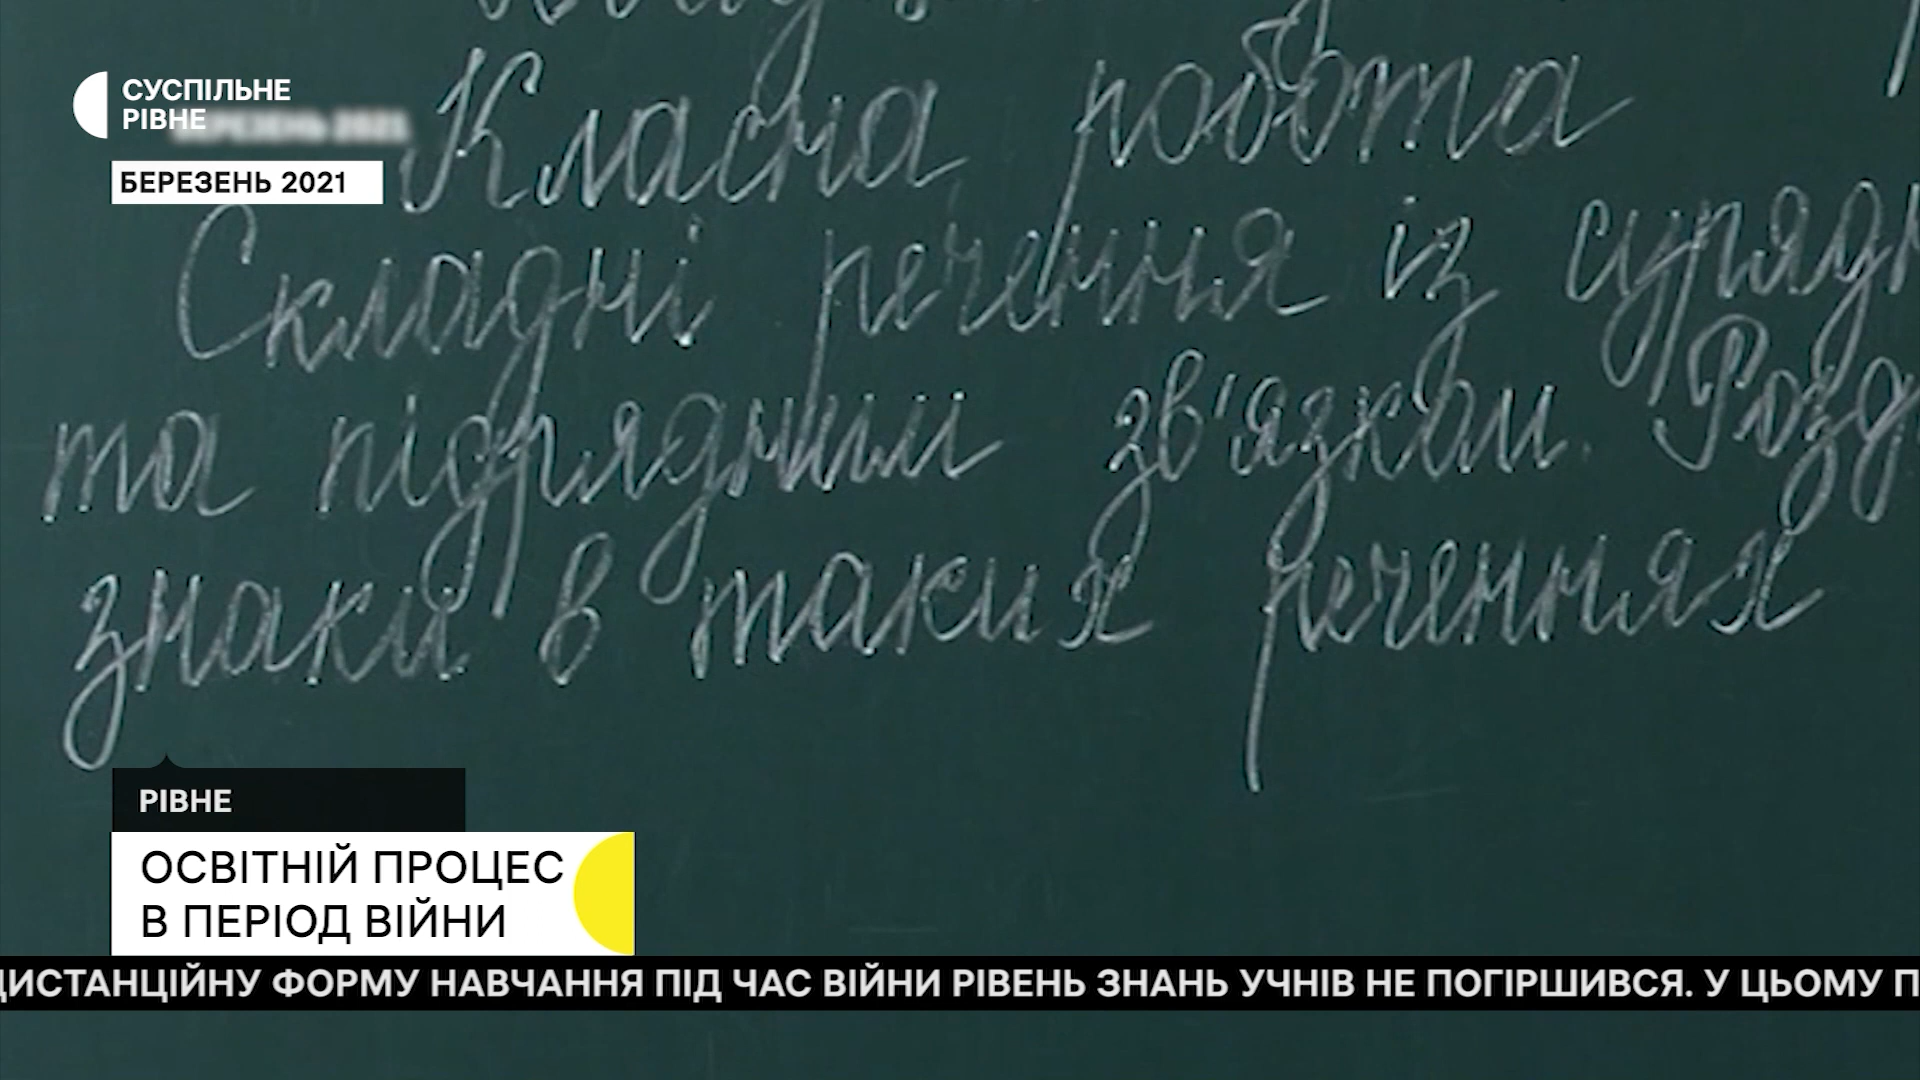 СУСПІЛЬНЕ
РІВНЕ
БЕРЕЗЕНЬ 2021
Класна робота
Складні речення із суряд
та підрядним зв'язком. Розд
знаки в таких реченнях
РІВНЕ
ОСВІТНІЙ ПРОЦЕС
В ПЕРІОД ВІЙНИ
ДИСТАНЦІЙНУ ФОРМУ НАВЧАННЯ ПІД ЧАС ВІЙНИ РІВЕНЬ ЗНАНЬ УЧНІВ НЕ ПОГІРШИВСЯ. У ЦЬОМУ П